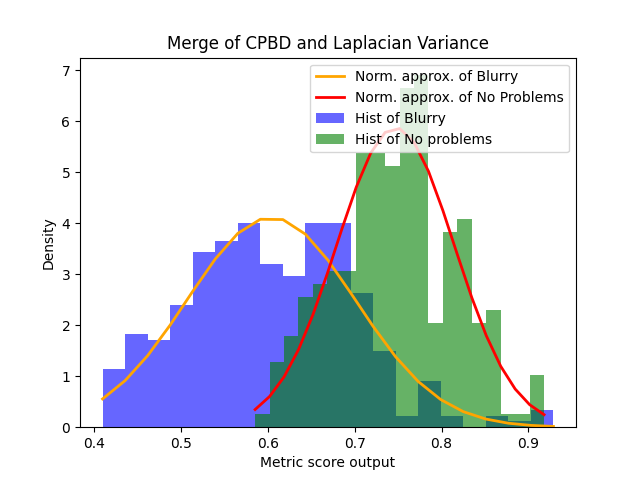 Merge of CPBD and Laplacian Variance
Norm. approx. of Blurry
Norm. approx. of No Problems
Hist of Blurry
Hist of No problems
Density
7
6
5
4
3
2
1
0
0.4 0.5 0.6 0.7 0.8 0.9
Metric score output